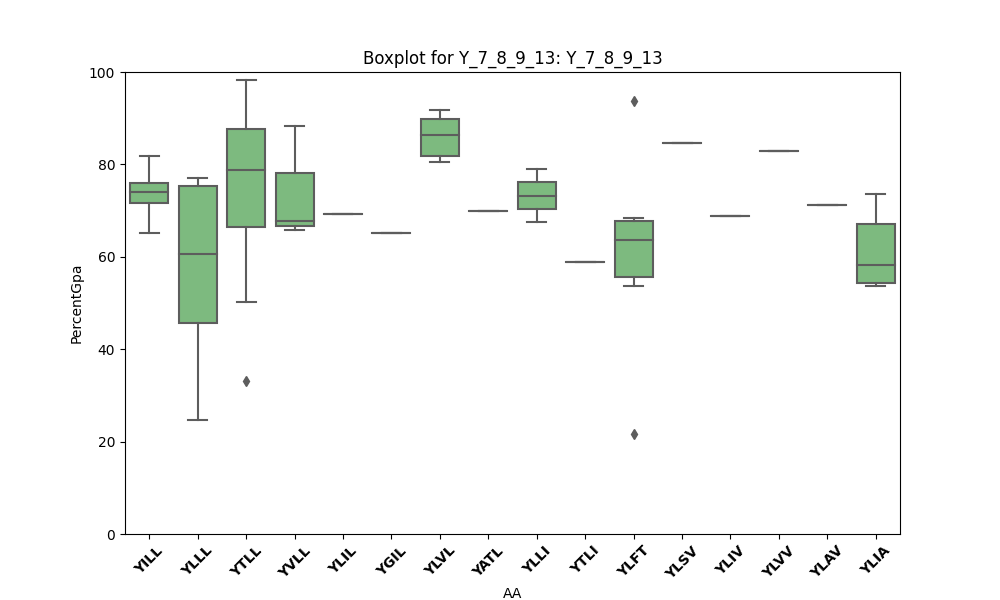 Boxplot for Y_7_8_9_13: Y_7_8_9_13
100
80
60
40
20
0
PercentGpa
YILL YLLL YTLL YVLL YLIL YGIL YLVL YATL YLLI YTLI YLFT YLSV YLIV YLVV YLAV YLIA
AA